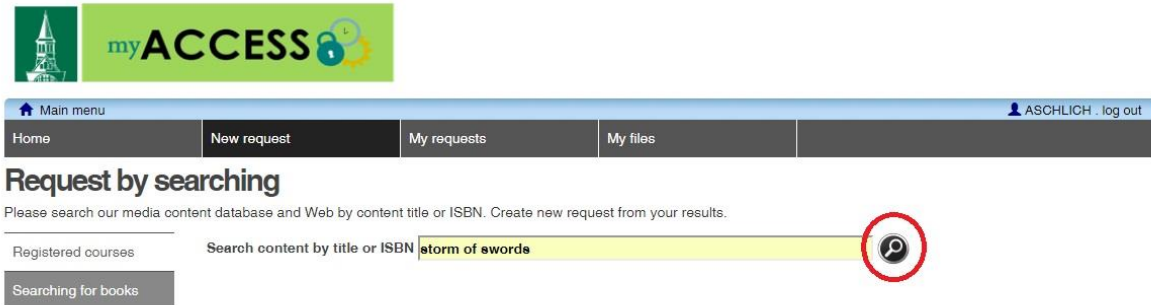 myACCESS
Main menu
ASCHLICH . log out
Home
New request
My requests
My files
Request by searching
Please search our media content database and Web by content title or ISBN. Create new request from your results.
Registered courses
Search content by title or ISBN storm of swords
Searching for books